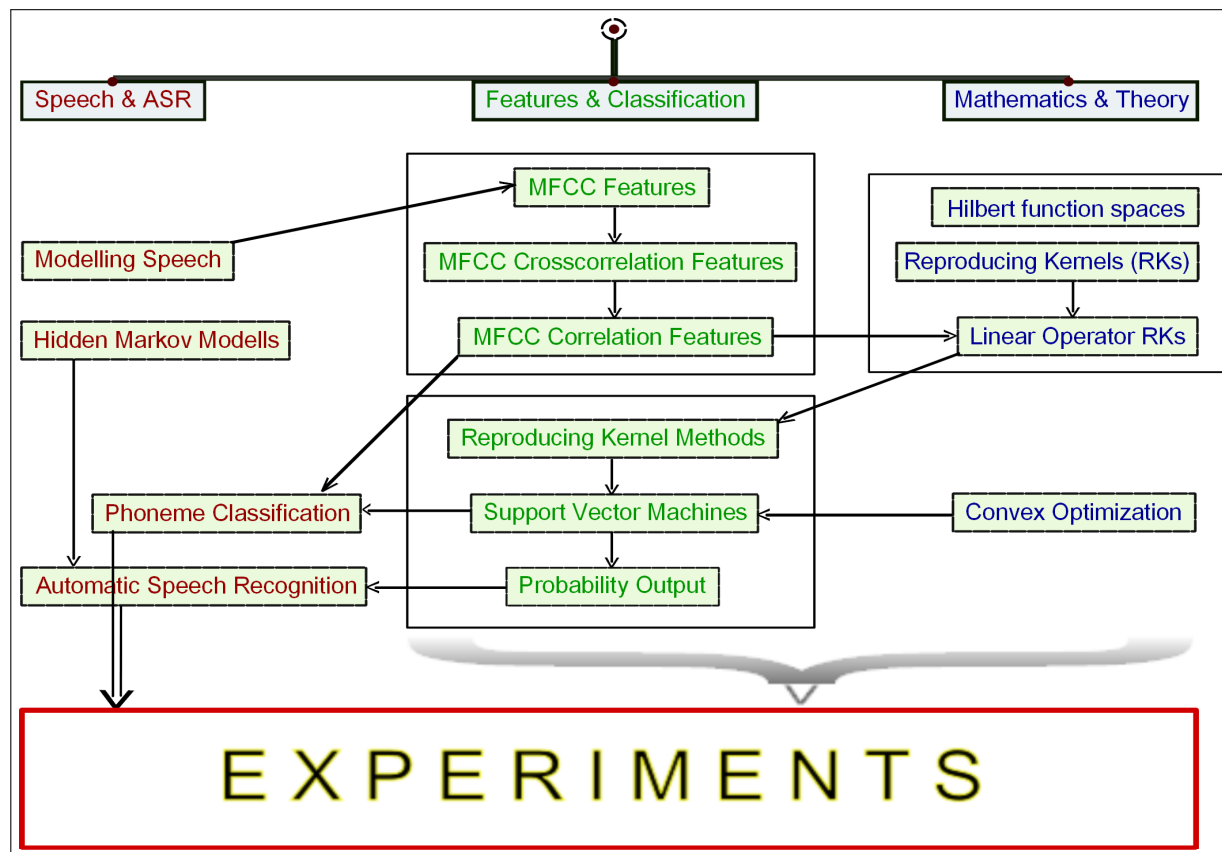 Speech & ASR
Features & Classification
Mathematics & Theory
MFCC Features
Hilbert function spaces
Modelling Speech
MFCC Crosscorrelation Features
Reproducing Kernels (RKs)
Hidden Markov Modells
MFCC Correlation Features
Linear Operator RKs
Reproducing Kernel Methods
Phoneme Classification
Support Vector Machines
Convex Optimization
Automatic Speech Recognition
Probability Output
EXPERIMENTS